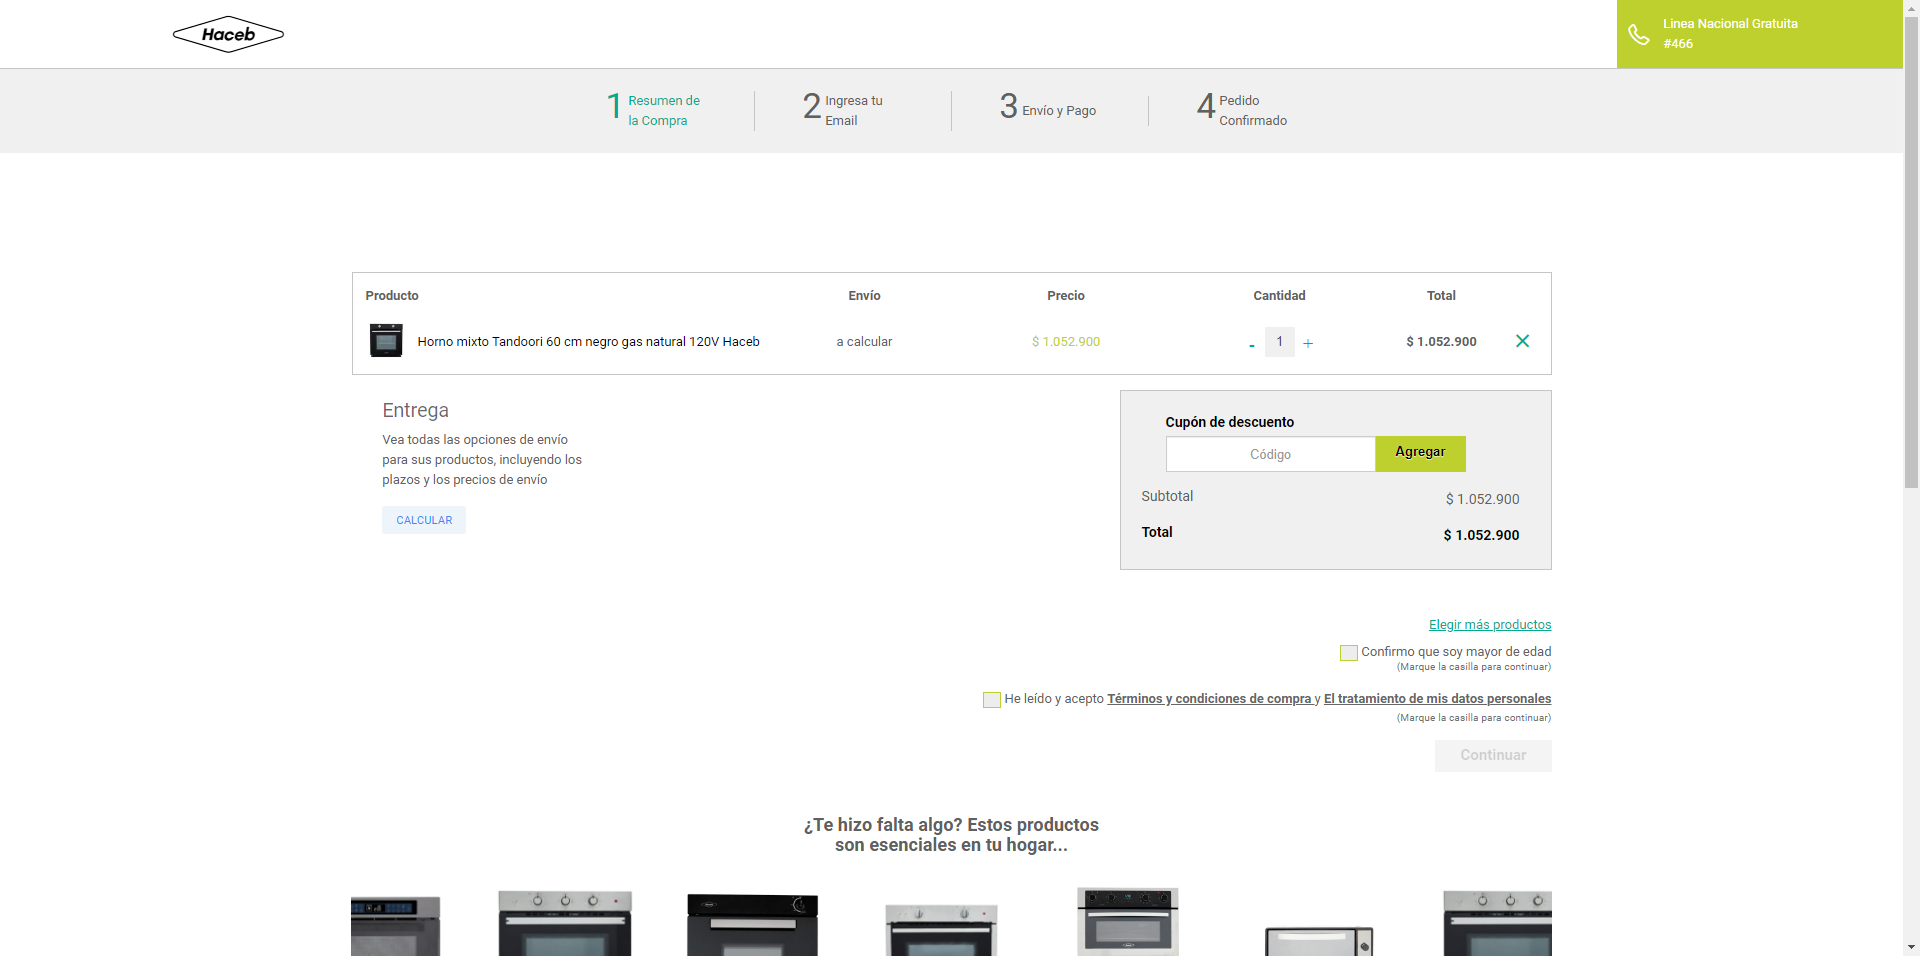 Haceb
Linea Nacional Gratuita
#466
1 Resumen de
la Compra
2 Ingresa tu
Email
3 Envío y Pago
4 Pedido
Confirmado
Producto Envío Precio Cantidad Total
Horno mixto Tandoori 60 cm negro gas natural 120V Haceb a calcular $ 1.052.900 - 1 + $ 1.052.900
Entrega
Vea todas las opciones de envío
para sus productos, incluyendo los
plazos y los precios de envío
CALCULAR
Cupón de descuento
Código Agregar
Subtotal $ 1.052.900
Total $ 1.052.900
Elegir más productos
Confirmo que soy mayor de edad
(Marque la casilla para continuar)
He leído y acepto Términos y condiciones de compra y El tratamiento de mis datos personales
(Marque la casilla para continuar)
Continuar
¿Te hizo falta algo? Estos productos
son esenciales en tu hogar...